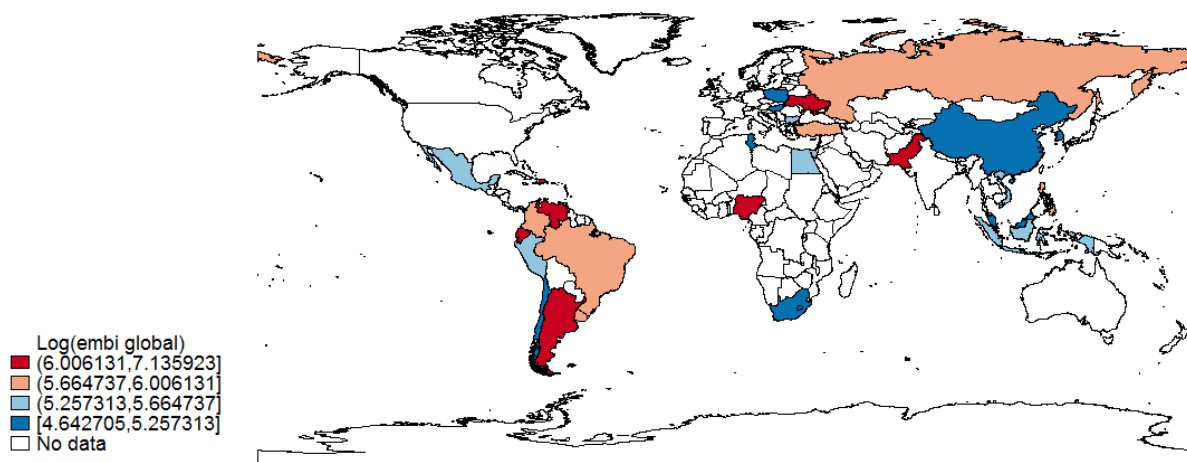 Log(embi global)
(6.006131,7.135923]
(5.664737,6.006131]
(5.257313,5.664737]
[4.642705,5.257313]
No data